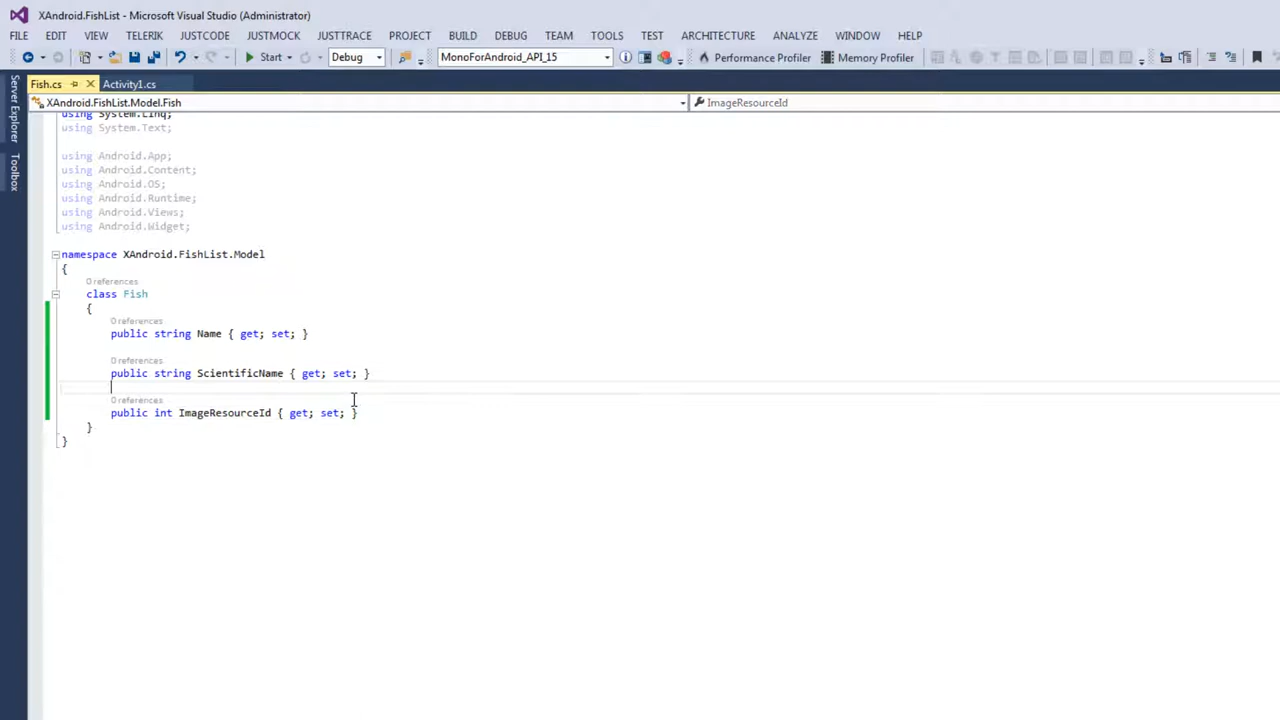 XAndroid.FishList - Microsoft Visual Studio (Administrator)
FILE EDIT VIEW TELERIK JUSTCODE JUSTMOCK JUSTTRACE PROJECT BUILD DEBUG TEAM TOOLS TEST ARCHITECTURE ANALYZE WINDOW HELP
Start Debug MonoForAndroid_API_15 Performance Profiler Memory Profiler
Fish.cs Activity1.cs
XAndroid.FishList.Model.Fish ImageResourceId
Server Explorer
Toolbox
using System.Linq;
using System.Text;
using Android.App;
using Android.Content;
using Android.OS;
using Android.Runtime;
using Android.Views;
using Android.Widget;
namespace XAndroid.FishList.Model
{
0 references
class Fish
{
0 references
public string Name { get; set; }
0 references
public string ScientificName { get; set; }
0 references
public int ImageResourceId { get; set; }
}
}